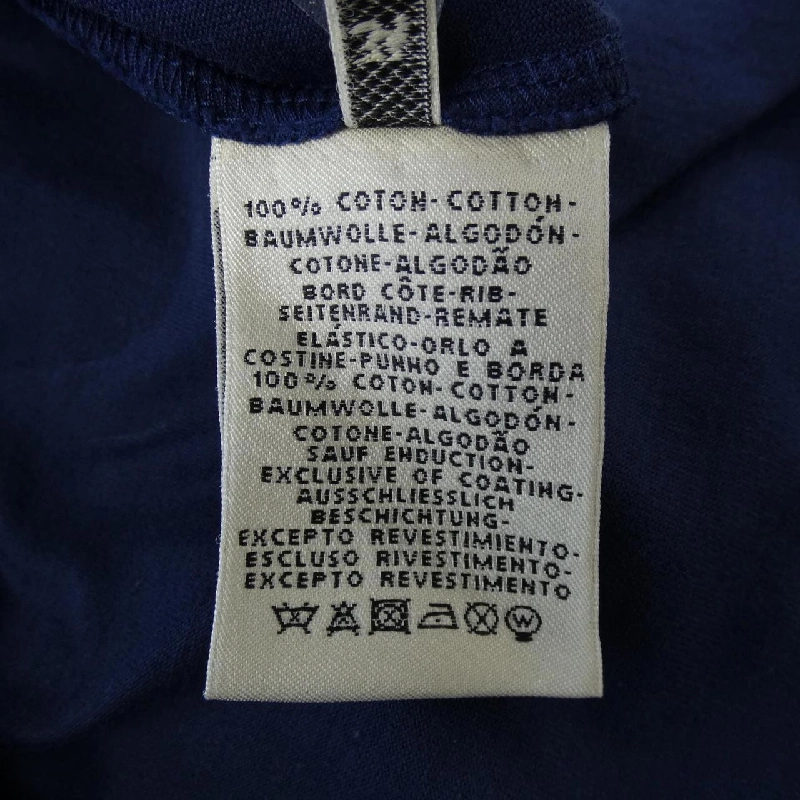 100% COTON-COTTON-
BAUMWOLLE-ALGODÓN-
COTONE-ALGODÃO
BORD CÔTE-RIB-
SEITENRAND-REMATE
ELÁSTICO-ORLO A
COSTINE-PUNHO E BORDA
100% COTON-COTTON-
BAUMWOLLE-ALGODÓN-
COTONE-ALGODÃO
SAUF ENDUCTION-
EXCLUSIVE OF COATING-
AUSSCHLIESSLICH
BESCHICHTUNG-
EXCEPTO REVESTIMIENTO-
ESCLUSO RIVESTIMENTO-
EXCEPTO REVESTIMENTO
W